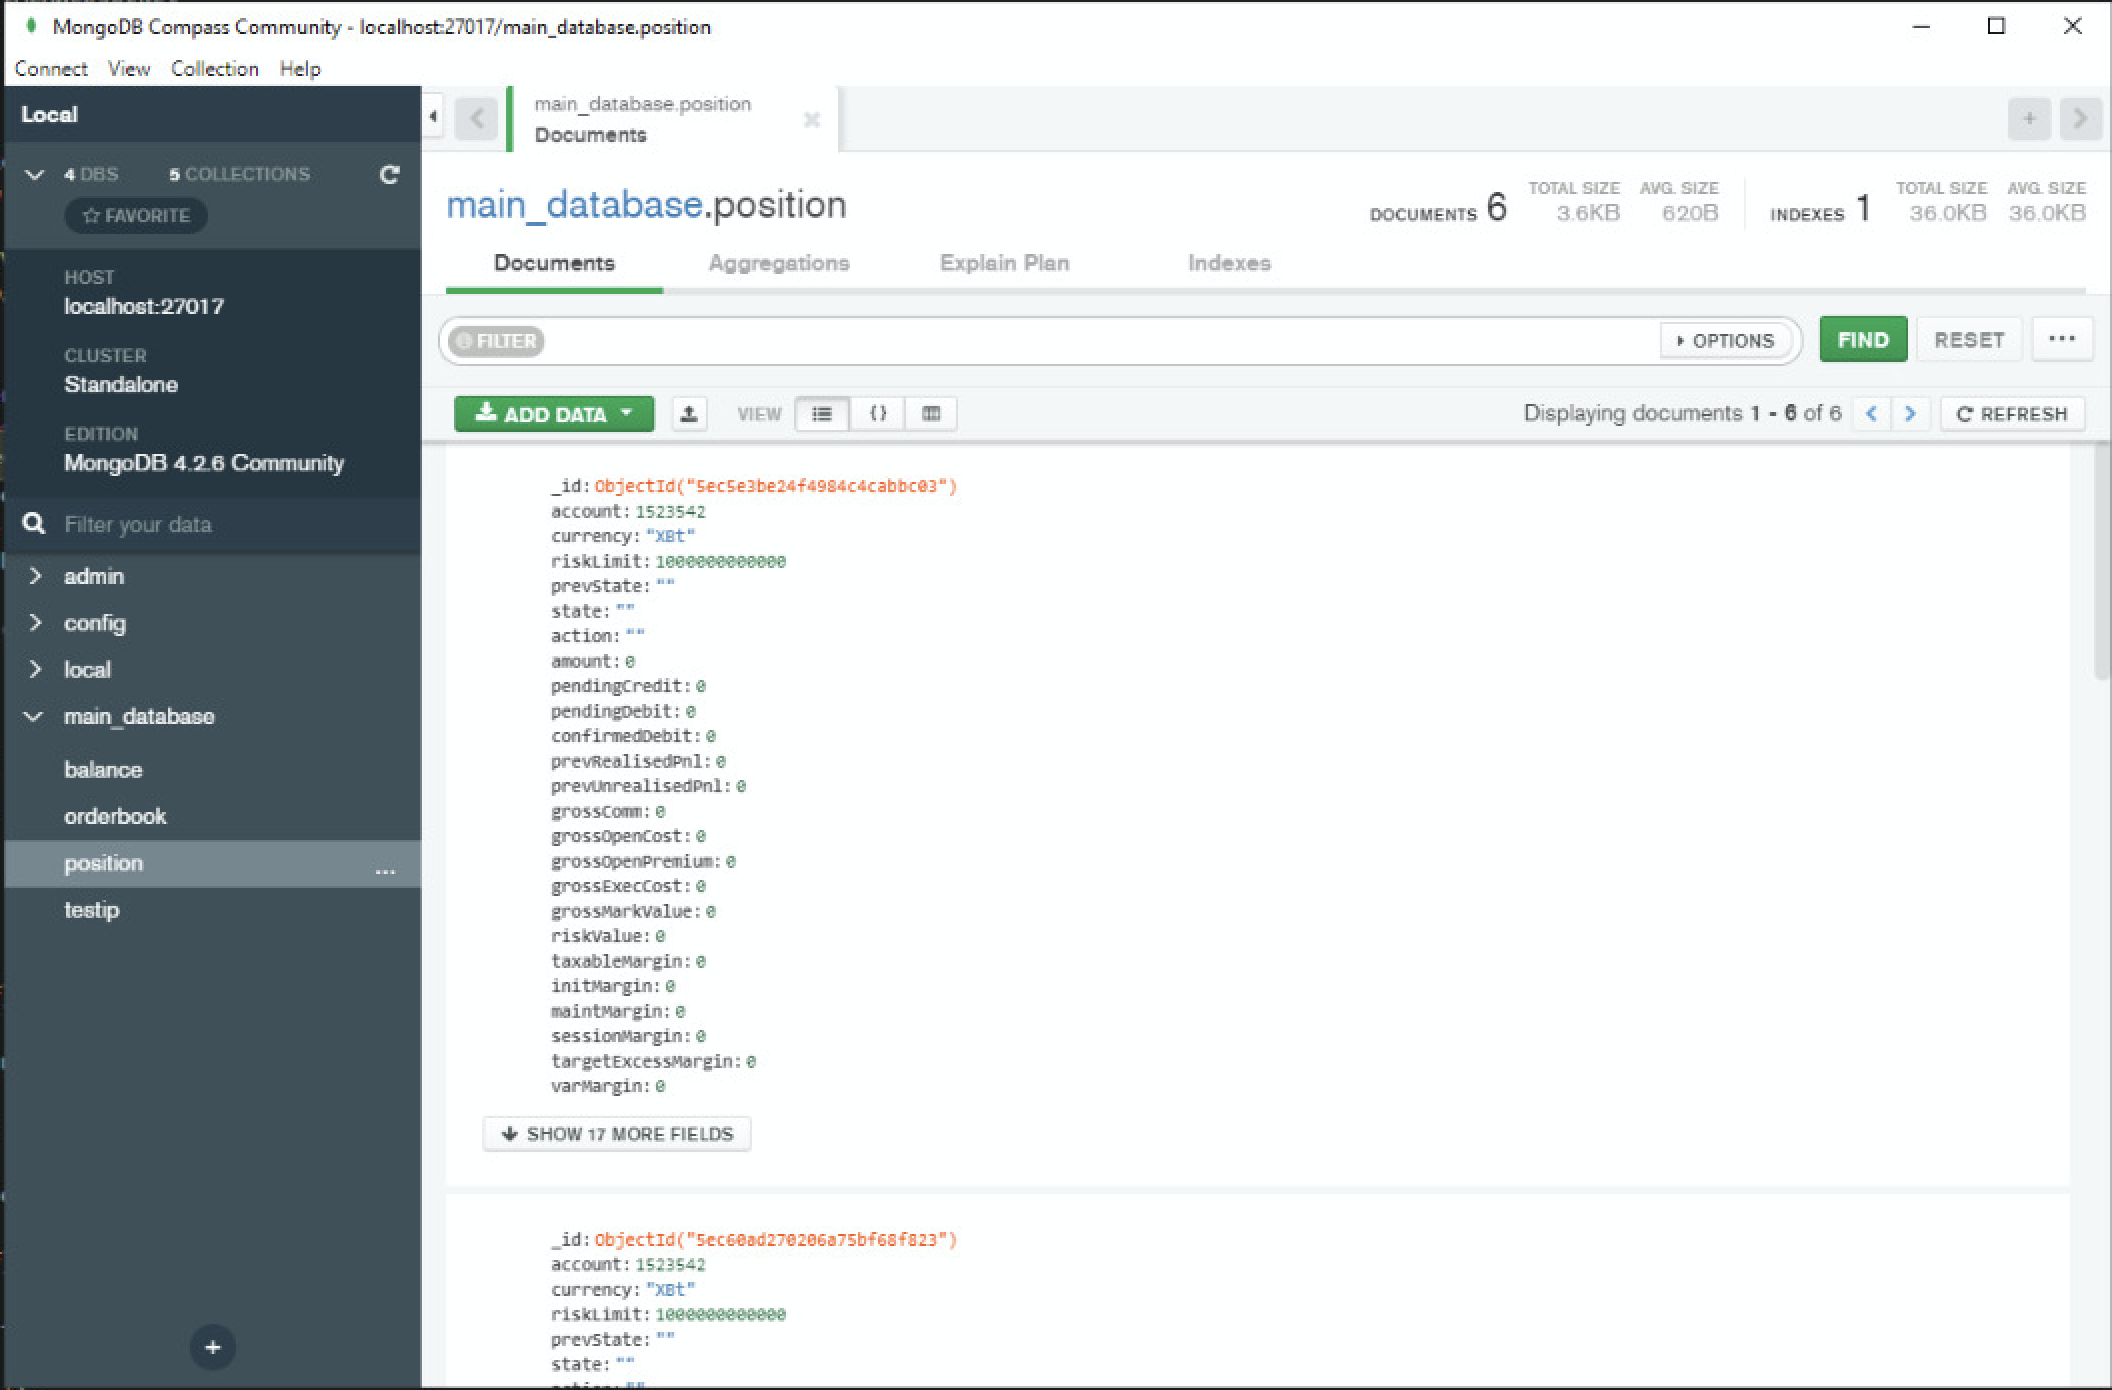 MongoDB Compass Community - localhost:27017/main_database.position
Connect View Collection Help
Local
4 DBS 5 COLLECTIONS
FAVORITE
HOST
localhost:27017
CLUSTER
Standalone
EDITION
MongoDB 4.2.6 Community
Filter your data
admin
config
local
main_database
balance
orderbook
position ...
testip
+
main_database.position
Documents
main_database.position
DOCUMENTS 6 TOTAL SIZE 3.6KB AVG. SIZE 620B INDEXES 1 TOTAL SIZE 36.0KB AVG. SIZE 36.0KB
Documents Aggregations Explain Plan Indexes
FILTER OPTIONS FIND RESET ...
ADD DATA VIEW {} Displaying documents 1 - 6 of 6 REFRESH
_id: ObjectId("5ec5e3be24f4984c4cabbc03")
account: 1523542
currency: "XBt"
riskLimit: 1000000000000
prevState: ""
state: ""
action: ""
amount: 0
pendingCredit: 0
pendingDebit: 0
confirmedDebit: 0
prevRealisedPnl: 0
prevUnrealisedPnl: 0
grossComm: 0
grossOpenCost: 0
grossOpenPremium: 0
grossExecCost: 0
grossMarkValue: 0
riskValue: 0
taxableMargin: 0
initMargin: 0
maintMargin: 0
sessionMargin: 0
targetExcessMargin: 0
varMargin: 0
SHOW 17 MORE FIELDS
_id: ObjectId("5ec60ad270206a75bf68f823")
account: 1523542
currency: "XBt"
riskLimit: 1000000000000
prevState: ""
state: ""